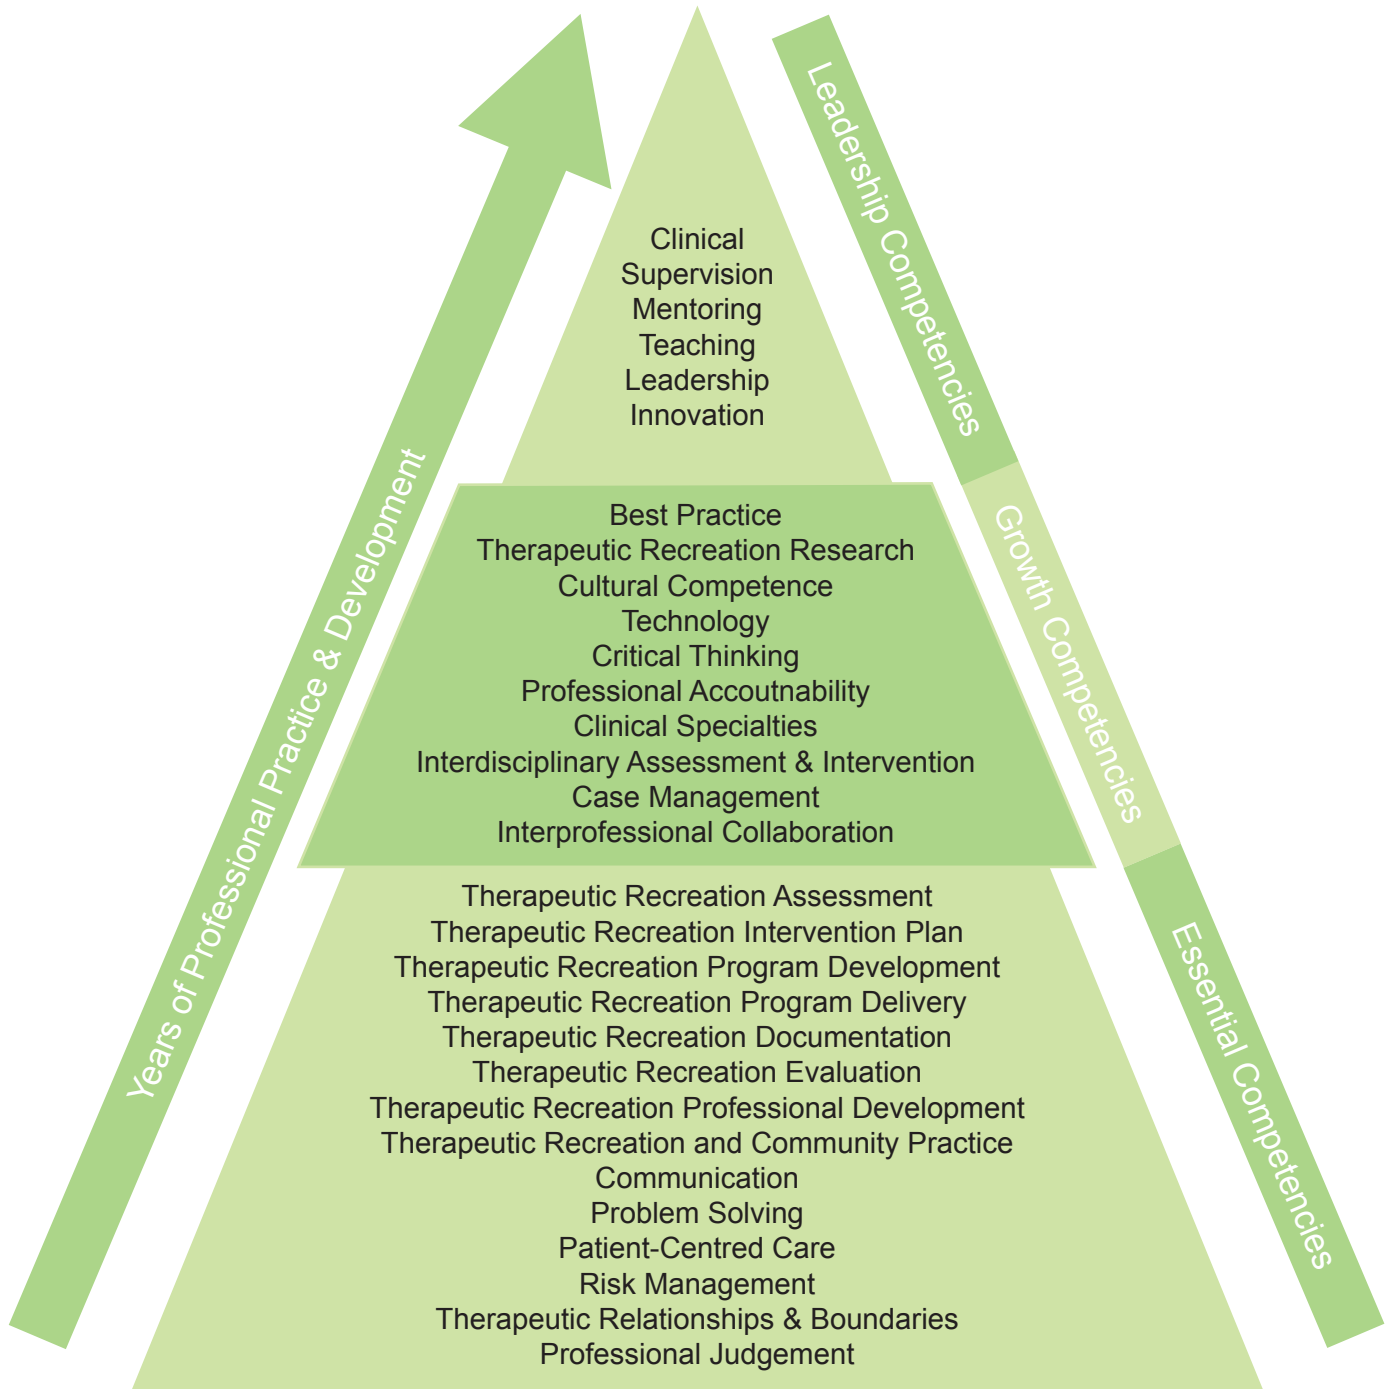 Clinical
Supervision
Mentoring
Teaching
Leadership
Innovation
Best Practice
Therapeutic Recreation Research
Cultural Competence
Technology
Critical Thinking
Professional Accoutnability
Clinical Specialties
Interdisciplinary Assessment & Intervention
Case Management
Interprofessional Collaboration
Therapeutic Recreation Assessment
Therapeutic Recreation Intervention Plan
Therapeutic Recreation Program Development
Therapeutic Recreation Program Delivery
Therapeutic Recreation Documentation
Therapeutic Recreation Evaluation
Therapeutic Recreation Professional Development
Therapeutic Recreation and Community Practice
Communication
Problem Solving
Patient-Centred Care
Risk Management
Therapeutic Relationships & Boundaries
Professional Judgement
Years of Professional Practice & Development
Leadership Competencies
Growth Competencies
Essential Competencies